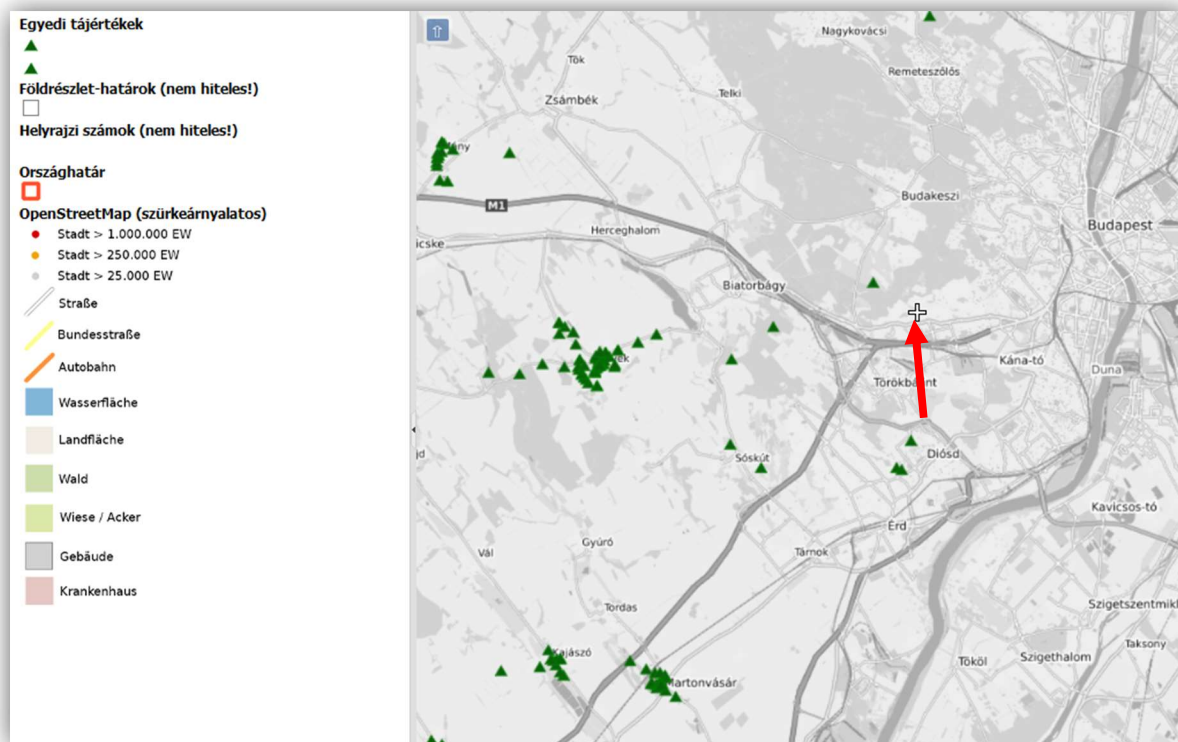 Egyedi tájértékek
Földrészlet-határok (nem hiteles!)
Helyrajzi számok (nem hiteles!)
Országhatár
OpenStreetMap (szürkeárnyalatos)
Stadt > 1.000.000 EW
Stadt > 250.000 EW
Stadt > 25.000 EW
Straße
Bundesstraße
Autobahn
Wasserfläche
Landfläche
Wald
Wiese / Acker
Gebäude
Krankenhaus
Nagykovácsi
Tök
Remeteszőlős
Telki
Zsámbék
M1
Budakeszi
Budapest
Herceghalom
icske
Biatorbágy
Kána-tó
Duna
Diósd
Sóskút
Kavicsos-tó
Érd
Gyúró
Vál
Tárnok
Tordas
Szigetszentmikl
Taksony
Kajászó
Tököl
Szigethalom
Martonvásár